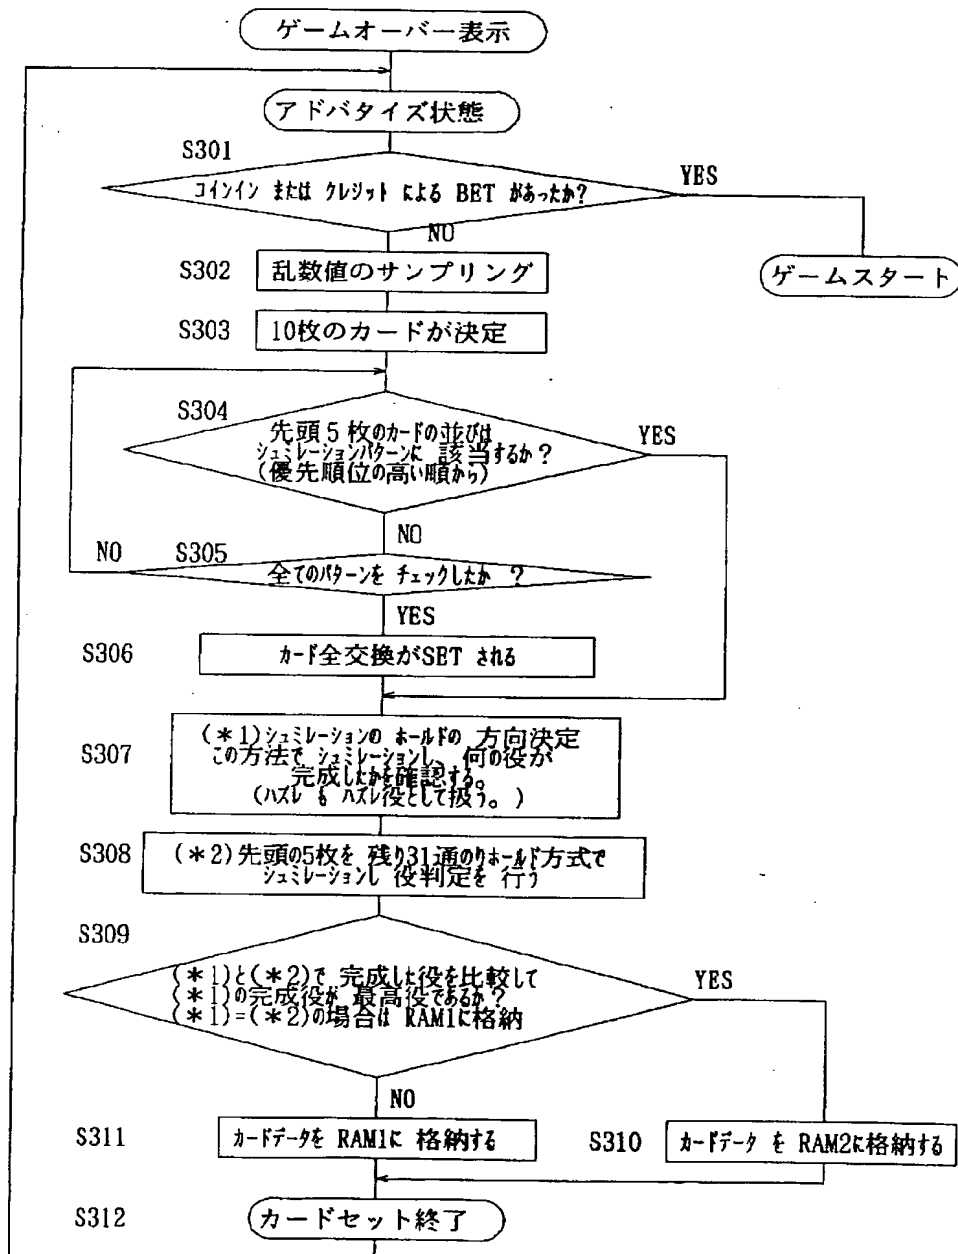 ゲームオーバー表示
アドバタイズ状態
S301
コインイン または クレジット による BET があったか?
YES
NO
ゲームスタート
S302
乱数値のサンプリング
S303
10枚のカードが決定
S304
先頭5枚のカードの並びは
シュミレーションパターンに 該当するか?
(優先順位の高い順から)
YES
NO
NO
S305
全てのパターンを チェックしたか ?
YES
S306
カード全交換がSET される
S307
(*1)シュミレーションの ホールドの 方向決定
この方法で シュミレーションし、何の役が
完成したかを確認する。
(ハズレ も ハズレ役として扱う。)
S308
(*2)先頭の5枚を 残り31通のりホールド方式で
シュミレーションし 役判定を 行う
S309
(*1)と(*2)で 完成した役を比較して
(*1)の完成役が 最高役であるか?
(*1)=(*2)の場合は RAM1に格納
YES
NO
S311
カードデータを RAM1に 格納する
S310
カードデータ を RAM2に格納する
S312
カードセット終了